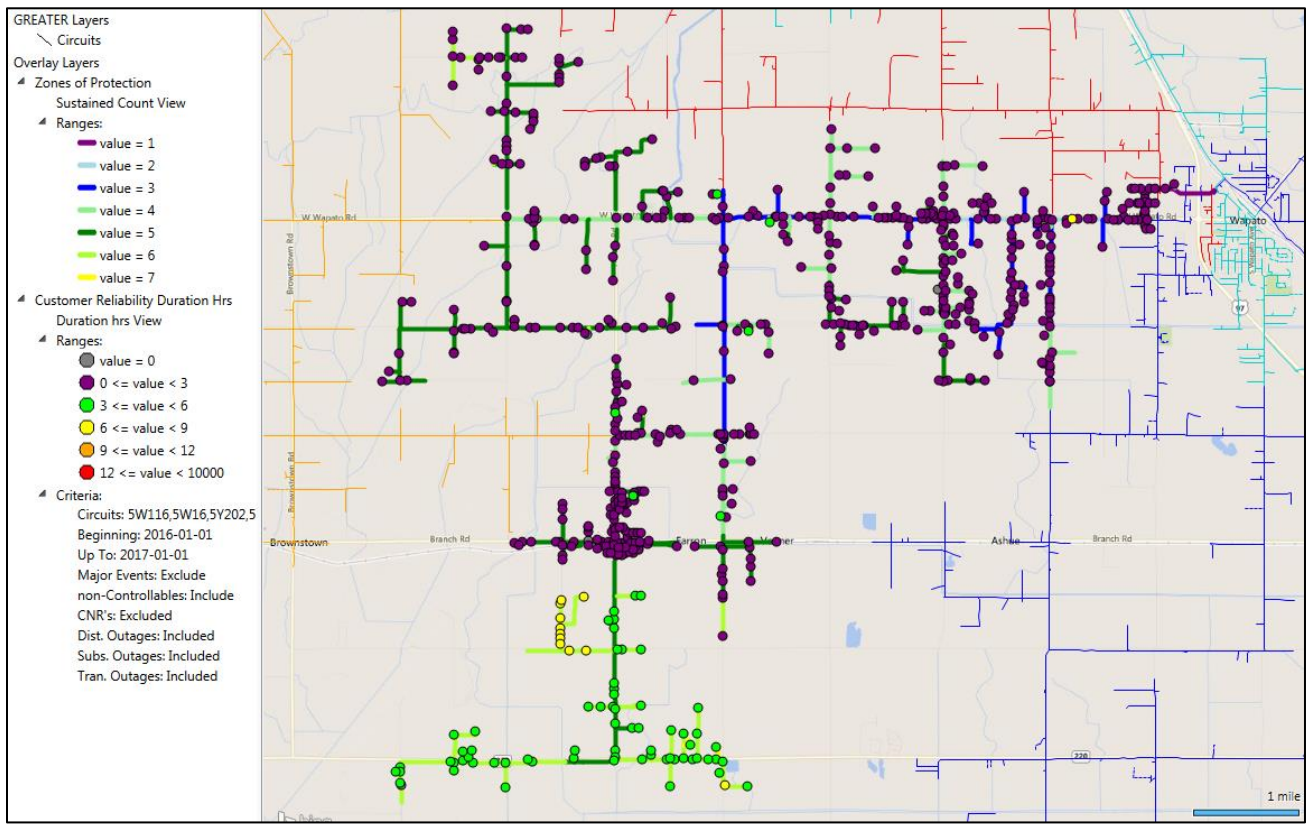 GREATER Layers
Circuits
Overlay Layers
Zones of Protection
Sustained Count View
Ranges:
value = 1
value = 2
value = 3
value = 4
value = 5
value = 6
value = 7
Customer Reliability Duration Hrs
Duration hrs View
Ranges:
value = 0
0 <= value < 3
3 <= value < 6
6 <= value < 9
9 <= value < 12
12 <= value < 10000
Criteria:
Circuits: 5W116,5W16,5Y202,5
Beginning: 2016-01-01
Up To: 2017-01-01
Major Events: Exclude
non-Controllables: Include
CNR's: Excluded
Dist. Outages: Included
Subs. Outages: Included
Tran. Outages: Included
W Wapato Rd
Wapato
Brownstown Rd
97
Brownstown Rd
Brownstown
Branch Rd
Farron
Ashue
Branch Rd
220
1 mile